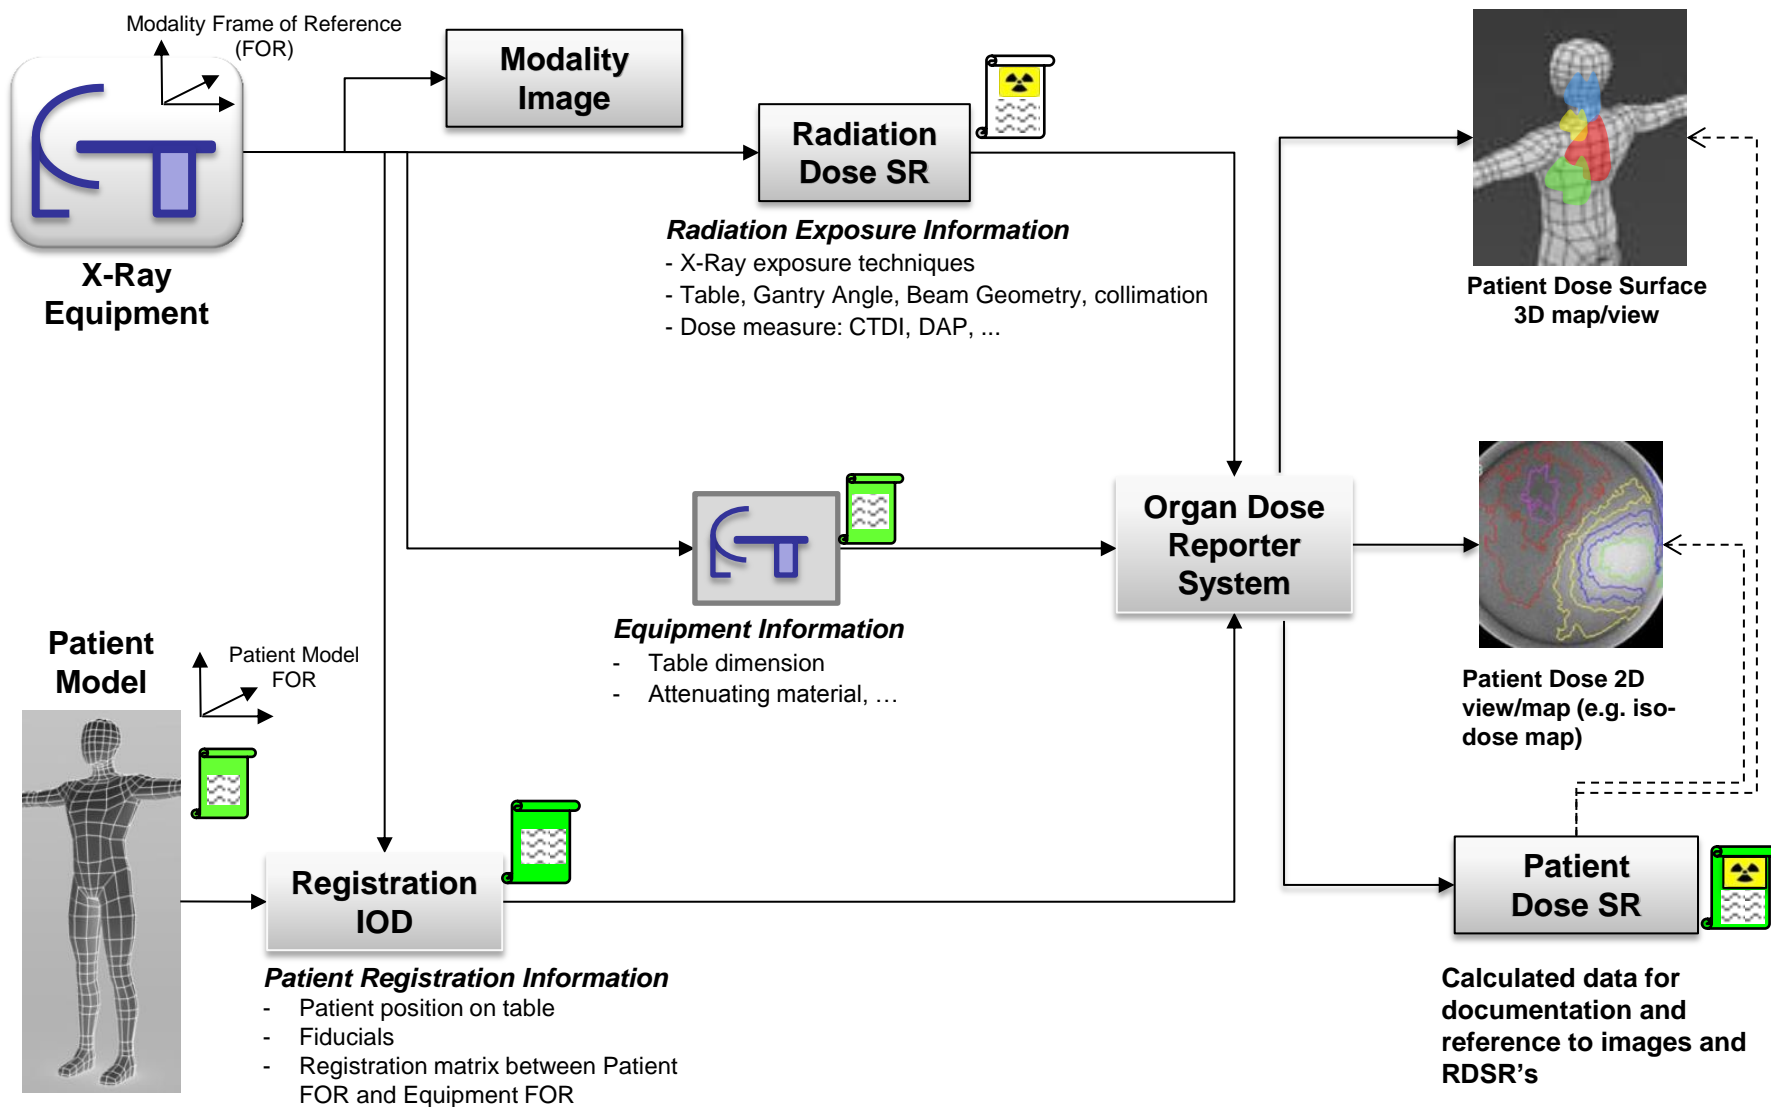 Modality Frame of Reference
(FOR)
X-Ray
Equipment
Modality
Image
Radiation
Dose SR
Radiation Exposure Information
- X-Ray exposure techniques
- Table, Gantry Angle, Beam Geometry, collimation
- Dose measure: CTDI, DAP, ...
Patient Dose Surface
3D map/view
Equipment Information
- Table dimension
- Attenuating material, …
Organ Dose
Reporter
System
Patient Dose 2D
view/map (e.g. iso-
dose map)
Patient
Model
Patient Model
FOR
Registration
IOD
Patient Registration Information
- Patient position on table
- Fiducials
- Registration matrix between Patient
FOR and Equipment FOR
Patient
Dose SR
Calculated data for
documentation and
reference to images and
RDSR’s